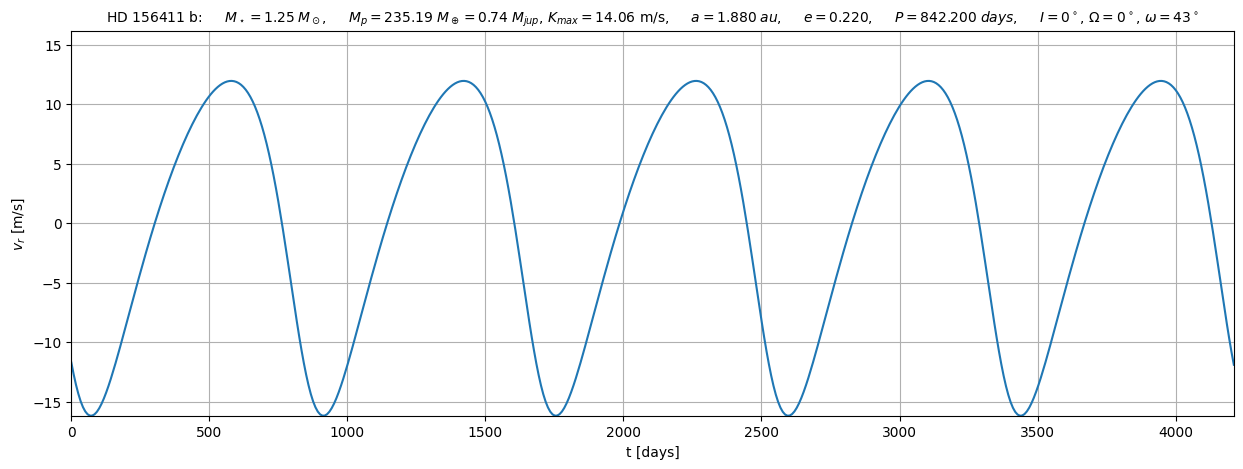 HD 156411 b: M⋆ = 1.25 M⊙, Mp = 235.19 M⊕ = 0.74 Mjup, Kmax = 14.06 m/s, a = 1.880 au, e = 0.220, P = 842.200 days, I = 0°, Ω = 0°, ω = 43°
15
10
5
0
−5
−10
−15
vr [m/s]
0 500 1000 1500 2000 2500 3000 3500 4000
t [days]